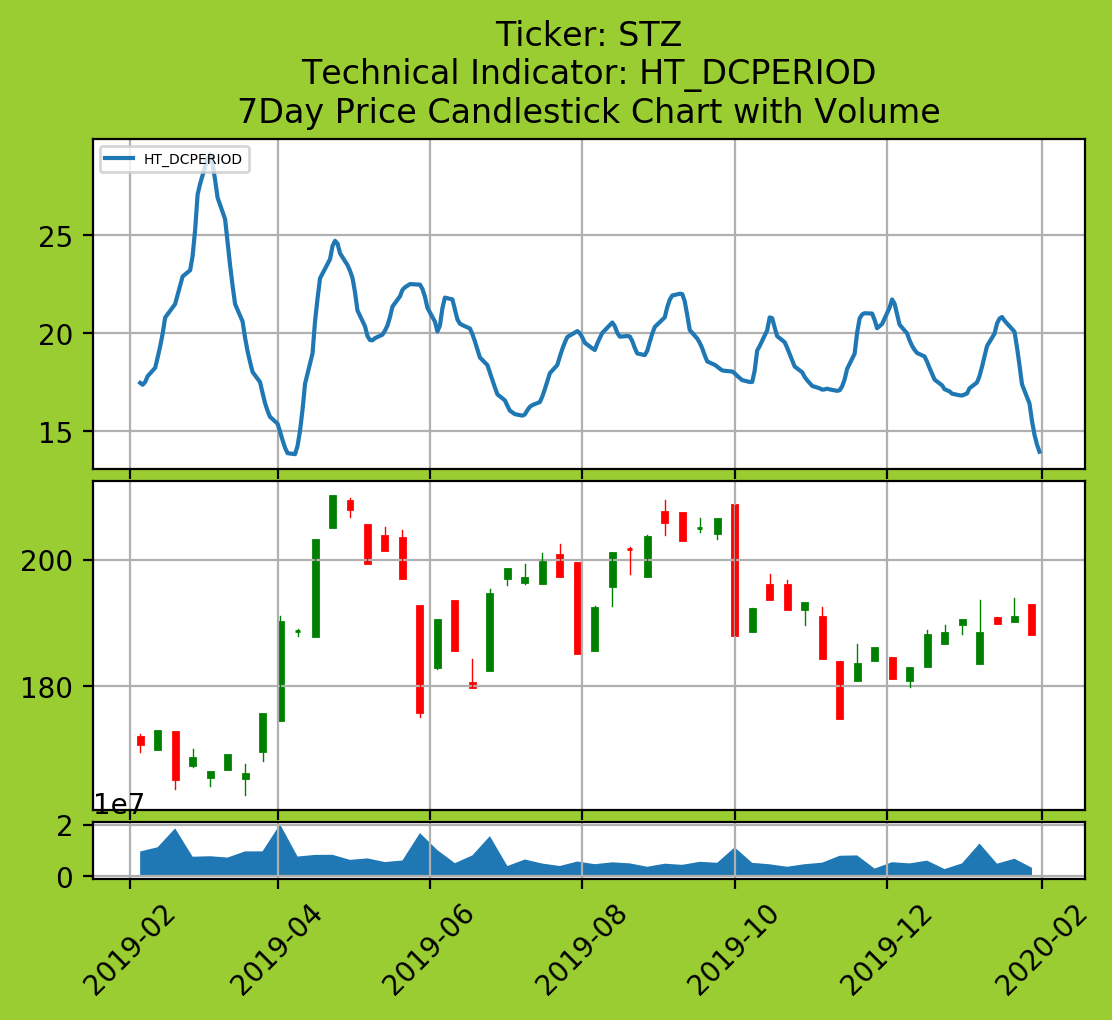 Ticker: STZ
Technical Indicator: HT_DCPERIOD
7Day Price Candlestick Chart with Volume
HT_DCPERIOD
25
20
15
200
180
1e7
2
0
2019-02
2019-04
2019-06
2019-08
2019-10
2019-12
2020-02